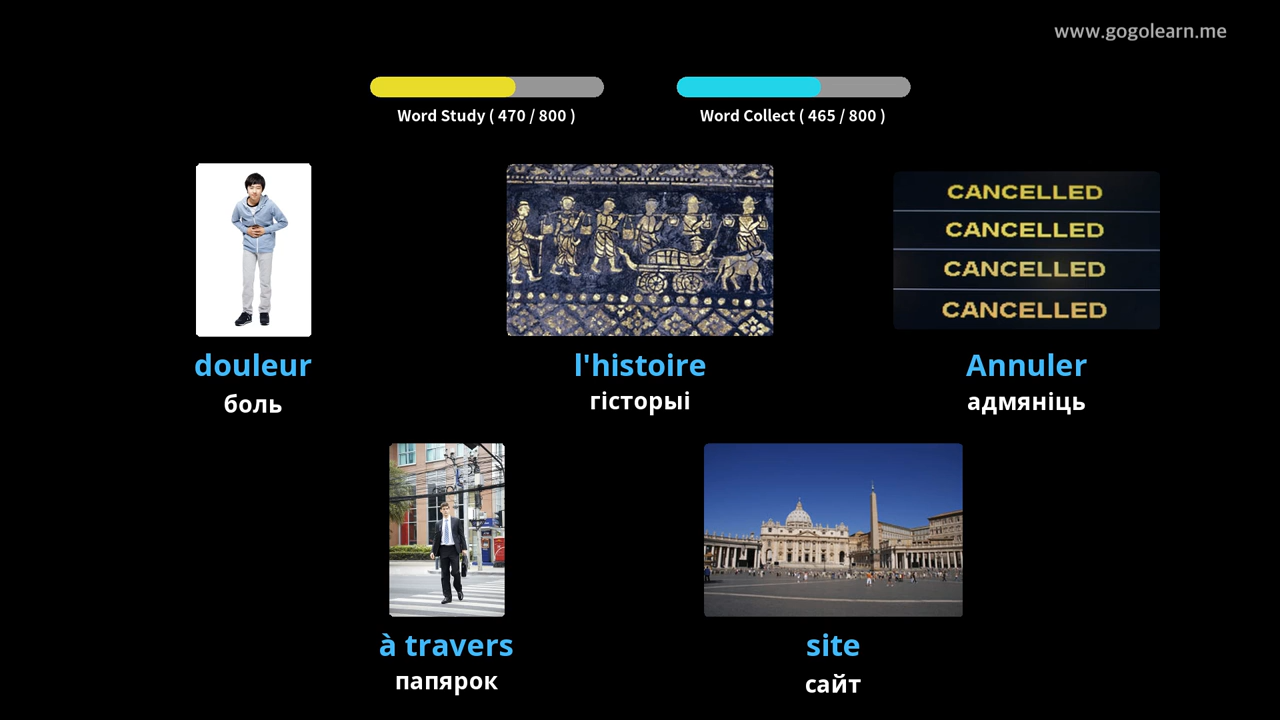 www.gogolearn.me
Word Study ( 470 / 800 )
Word Collect ( 465 / 800 )
CANCELLED
CANCELLED
CANCELLED
CANCELLED
douleur
боль
l'histoire
гісторыі
Annuler
адмяніць
à travers
папярок
site
сайт